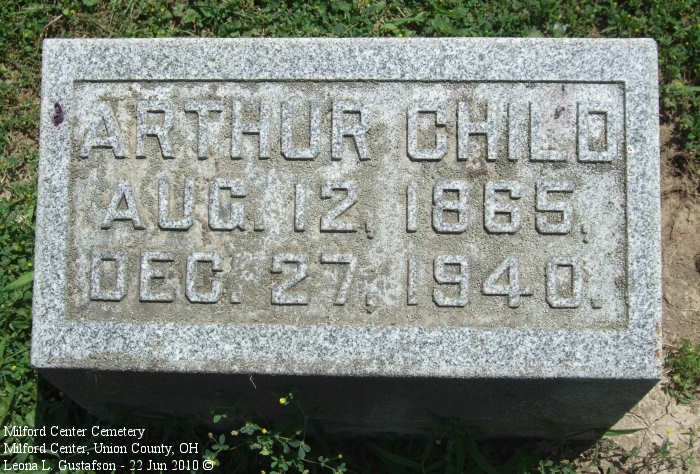 ARTHUR CHILD
AUG. 12, 1865,
DEC. 27, 1940.
Milford Center Cemetery
Milford Center, Union County, OH
Leona L. Gustafson - 22 Jun 2010 ©